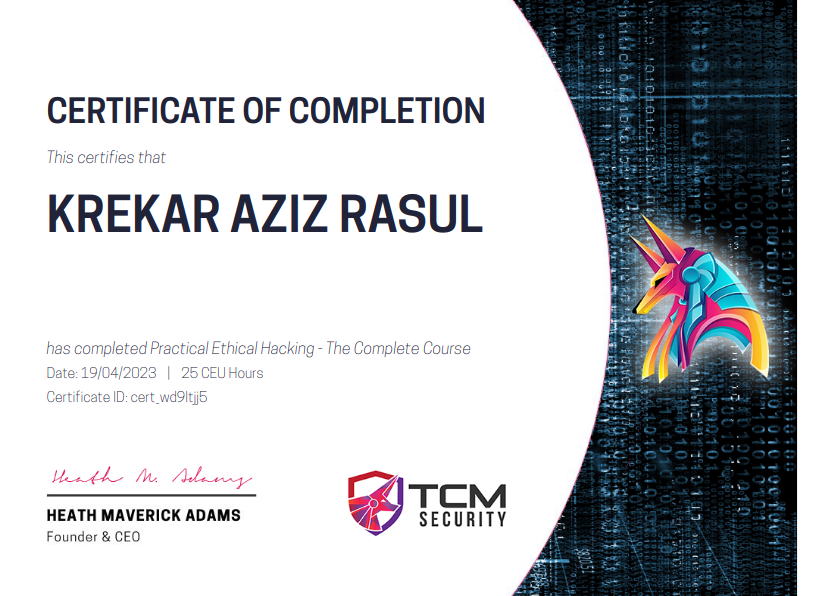 CERTIFICATE OF COMPLETION
This certifies that
KREKAR AZIZ RASUL
has completed Practical Ethical Hacking - The Complete Course
Date: 19/04/2023 | 25 CEU Hours
Certificate ID: cert_wd9ltjj5
Heath M. Adams
HEATH MAVERICK ADAMS
Founder & CEO
TCM
SECURITY